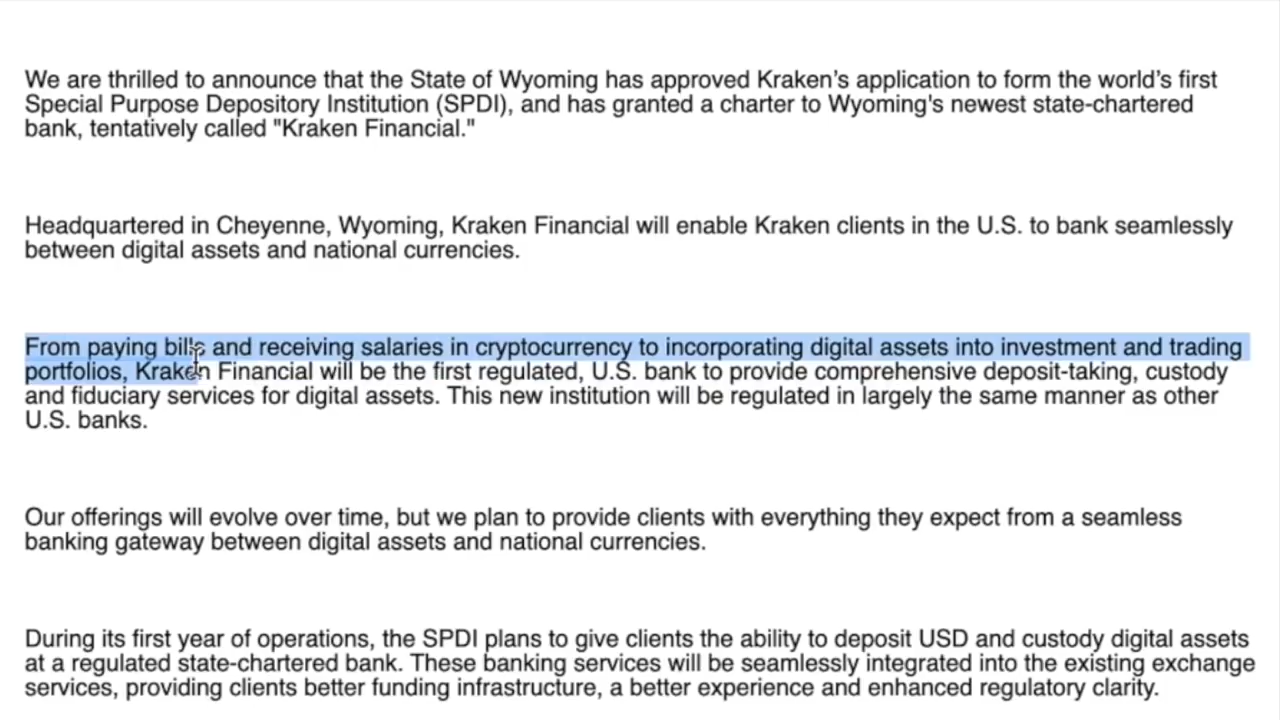 We are thrilled to announce that the State of Wyoming has approved Kraken's application to form the world's first
Special Purpose Depository Institution (SPDI), and has granted a charter to Wyoming's newest state-chartered
bank, tentatively called "Kraken Financial."
Headquartered in Cheyenne, Wyoming, Kraken Financial will enable Kraken clients in the U.S. to bank seamlessly
between digital assets and national currencies.
From paying bills and receiving salaries in cryptocurrency to incorporating digital assets into investment and trading
portfolios, Kraken Financial will be the first regulated, U.S. bank to provide comprehensive deposit-taking, custody
and fiduciary services for digital assets. This new institution will be regulated in largely the same manner as other
U.S. banks.
Our offerings will evolve over time, but we plan to provide clients with everything they expect from a seamless
banking gateway between digital assets and national currencies.
During its first year of operations, the SPDI plans to give clients the ability to deposit USD and custody digital assets
at a regulated state-chartered bank. These banking services will be seamlessly integrated into the existing exchange
services, providing clients better funding infrastructure, a better experience and enhanced regulatory clarity.